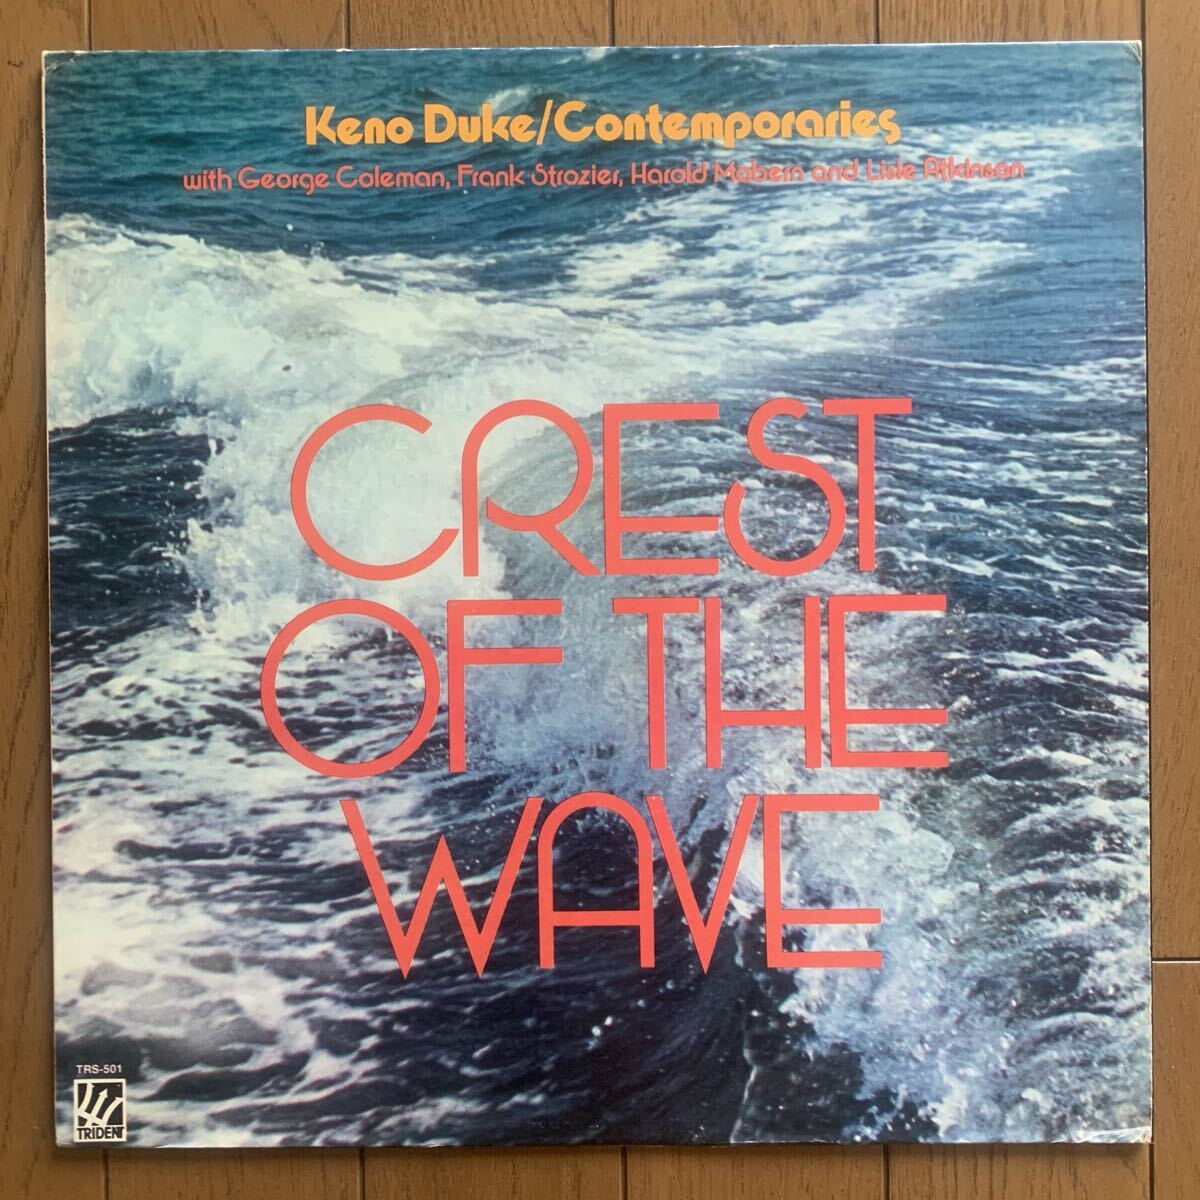 Keno Duke/Contemporaries
with George Coleman, Frank Strozier, Harold Mabern and Lisle Atkinson
CREST
OF THE
WAVE
TRS-501
TRIDENT